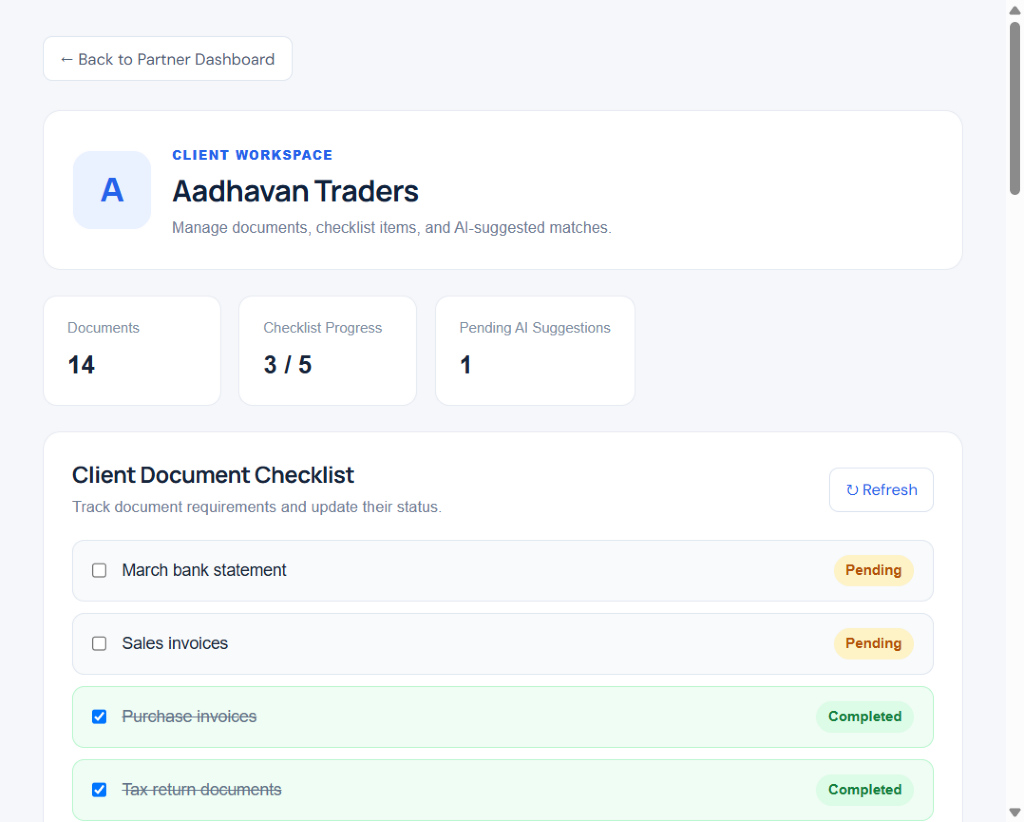 ← Back to Partner Dashboard
A
CLIENT WORKSPACE
Aadhavan Traders
Manage documents, checklist items, and AI-suggested matches.
Documents
14
Checklist Progress
3 / 5
Pending AI Suggestions
1
Client Document Checklist
Track document requirements and update their status.
↻ Refresh
March bank statement
Pending
Sales invoices
Pending
Purchase invoices
Completed
Tax return documents
Completed